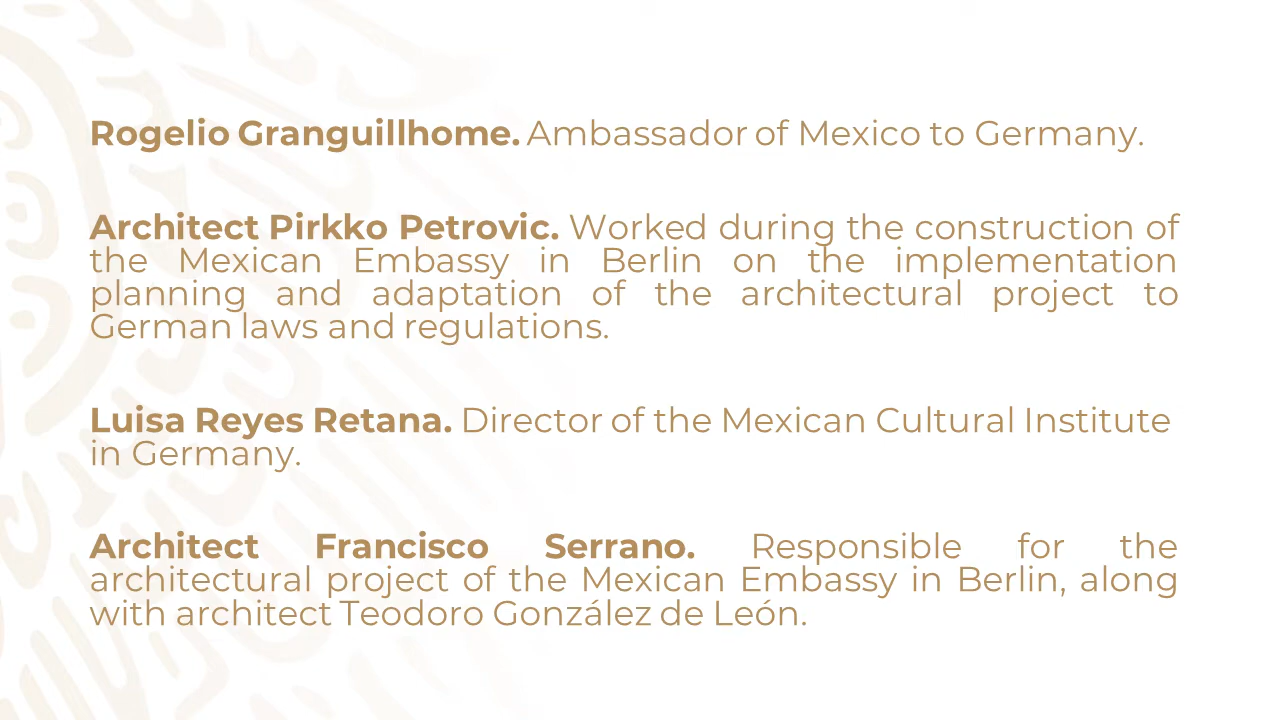 Rogelio Granguillhome. Ambassador of Mexico to Germany.
Architect Pirkko Petrovic. Worked during the construction of
the Mexican Embassy in Berlin on the implementation
planning and adaptation of the architectural project to
German laws and regulations.
Luisa Reyes Retana. Director of the Mexican Cultural Institute
in Germany.
Architect Francisco Serrano. Responsible for the
architectural project of the Mexican Embassy in Berlin, along
with architect Teodoro González de León.